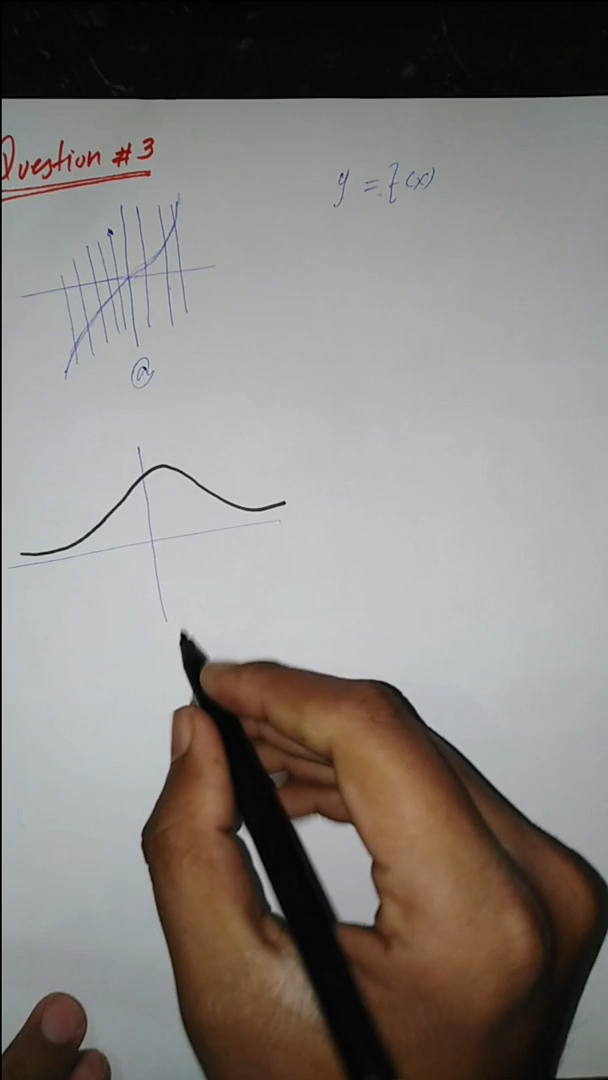 Question #3
y = f(x)
a